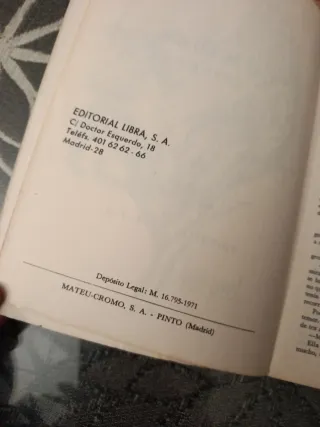 EDITORIAL LIBRA, S. A.
C/ Doctor Esquerdo, 18
Teléfs. 401 62 62 - 66
Madrid-28
Depósito Legal: M. 16.795-1971
MATEU-CROMO, S. A. - PINTO (Madrid)